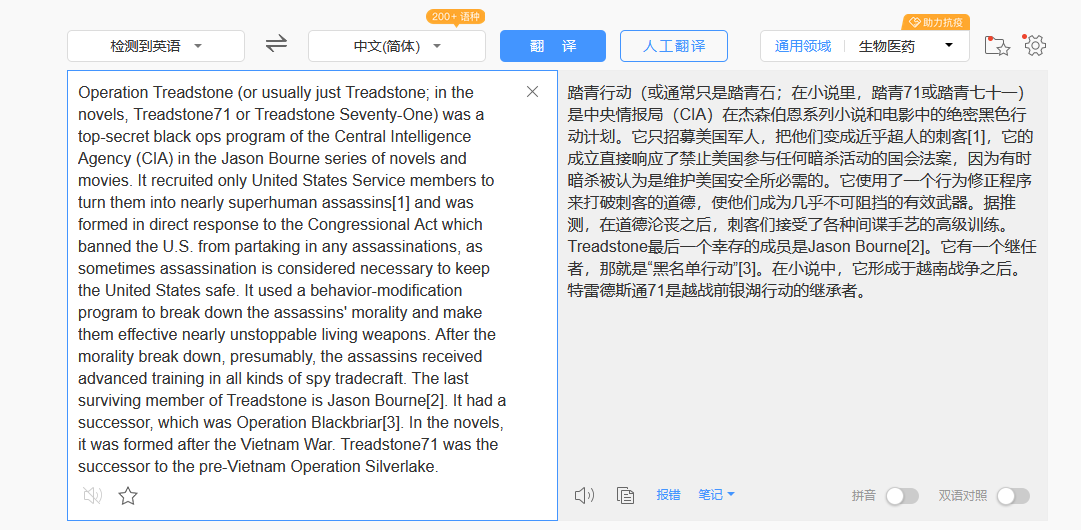 200+ 语种
助力抗疫
检测到英语
中文(简体)
翻 译
人工翻译
通用领域
生物医药
Operation Treadstone (or usually just Treadstone; in the
novels, Treadstone71 or Treadstone Seventy-One) was a
top-secret black ops program of the Central Intelligence
Agency (CIA) in the Jason Bourne series of novels and
movies. It recruited only United States Service members to
turn them into nearly superhuman assassins[1] and was
formed in direct response to the Congressional Act which
banned the U.S. from partaking in any assassinations, as
sometimes assassination is considered necessary to keep
the United States safe. It used a behavior-modification
program to break down the assassins' morality and make
them effective nearly unstoppable living weapons. After the
morality break down, presumably, the assassins received
advanced training in all kinds of spy tradecraft. The last
surviving member of Treadstone is Jason Bourne[2]. It had a
successor, which was Operation Blackbriar[3]. In the novels,
it was formed after the Vietnam War. Treadstone71 was the
successor to the pre-Vietnam Operation Silverlake.
踏青行动（或通常只是踏青石；在小说里，踏青71或踏青七十一）
是中央情报局（CIA）在杰森伯恩系列小说和电影中的绝密黑色行
动计划。它只招募美国军人，把他们变成近乎超人的刺客[1]，它的
成立直接响应了禁止美国参与任何暗杀活动的国会法案，因为有时
暗杀被认为是维护美国安全所必需的。它使用了一个行为修正程序
来打破刺客的道德，使他们成为几乎不可阻挡的有效武器。据推
测，在道德沦丧之后，刺客们接受了各种间谍手艺的高级训练。
Treadstone最后一个幸存的成员是Jason Bourne[2]。它有一个继任
者，那就是“黑名单行动”[3]。在小说中，它形成于越南战争之后。
特雷德斯通71是越战前银湖行动的继承者。
报错
笔记
拼音
双语对照